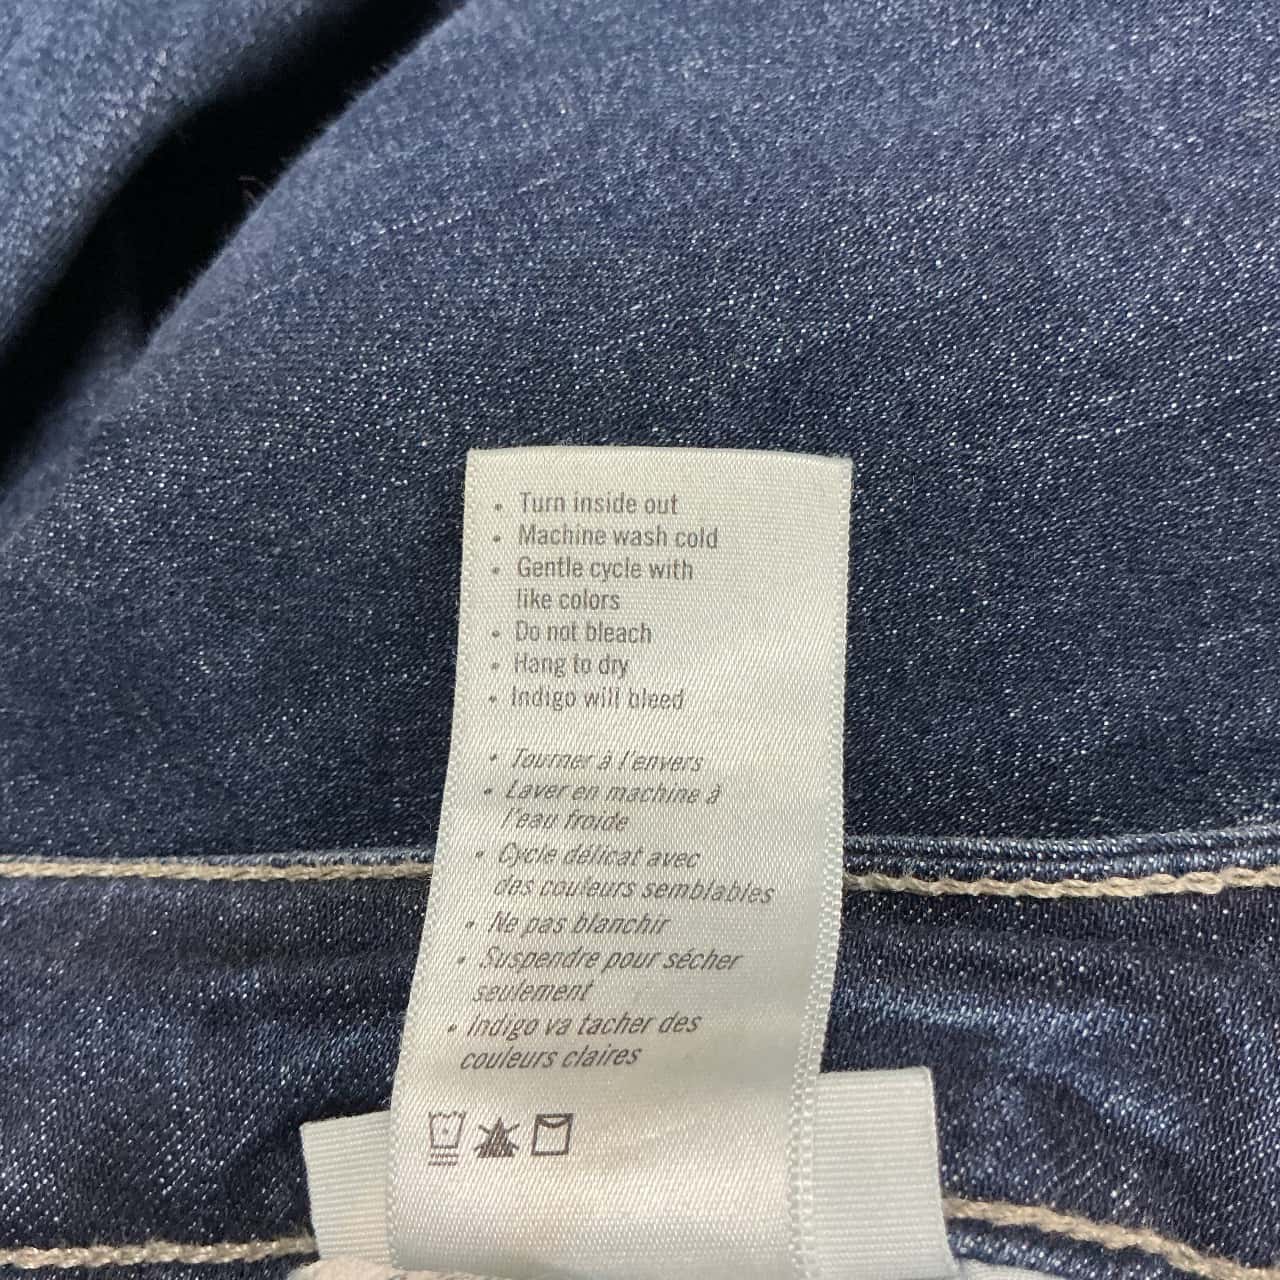 • Turn inside out
• Machine wash cold
• Gentle cycle with
like colors
• Do not bleach
• Hang to dry
• Indigo will bleed
• Tourner à l'envers
• Laver en machine à
l'eau froide
• Cycle délicat avec
des couleurs semblables
• Ne pas blanchir
• Suspendre pour sécher
seulement
• Indigo va tacher des
couleurs claires